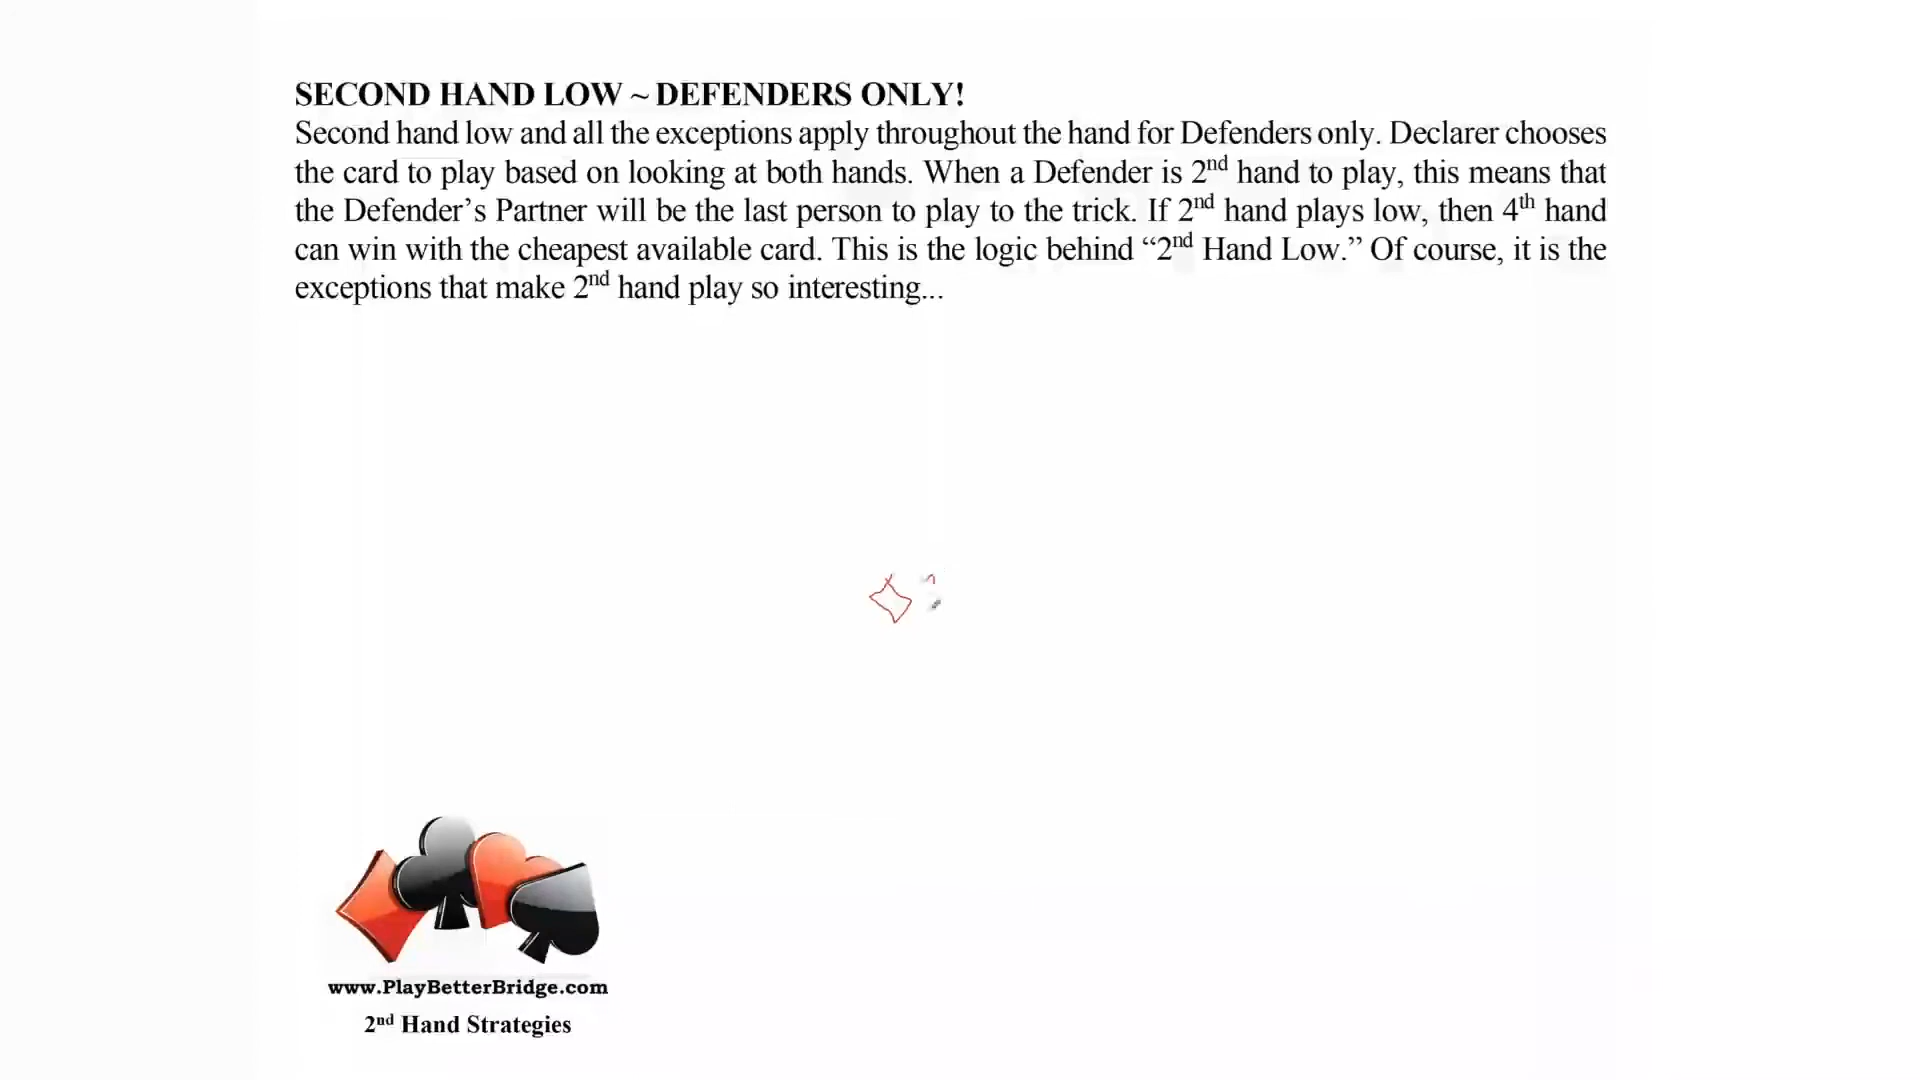 SECOND HAND LOW ~ DEFENDERS ONLY!
Second hand low and all the exceptions apply throughout the hand for Defenders only. Declarer chooses
the card to play based on looking at both hands. When a Defender is 2nd hand to play, this means that
the Defender’s Partner will be the last person to play to the trick. If 2nd hand plays low, then 4th hand
can win with the cheapest available card. This is the logic behind “2nd Hand Low.” Of course, it is the
exceptions that make 2nd hand play so interesting...
www.PlayBetterBridge.com
2nd Hand Strategies